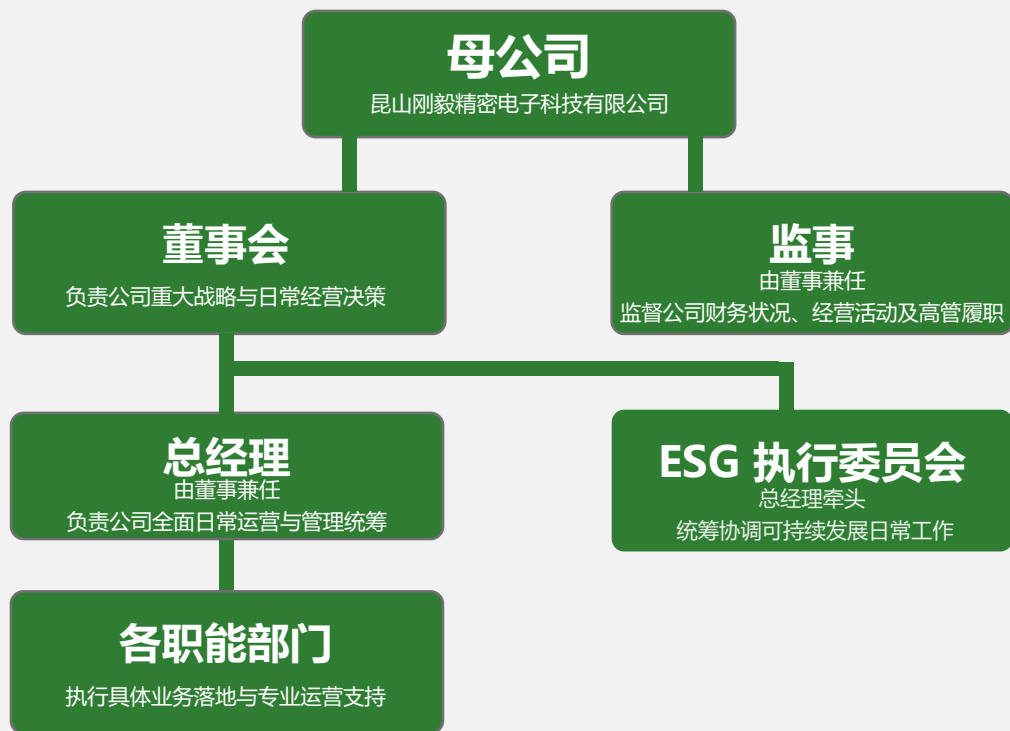 母公司
昆山刚毅精密电子科技有限公司
董事会
负责公司重大战略与日常经营决策
监事
由董事兼任
监督公司财务状况、经营活动及高管履职
总经理
由董事兼任
负责公司全面日常运营与管理统筹
ESG 执行委员会
总经理牵头
统筹协调可持续发展日常工作
各职能部门
执行具体业务落地与专业运营支持